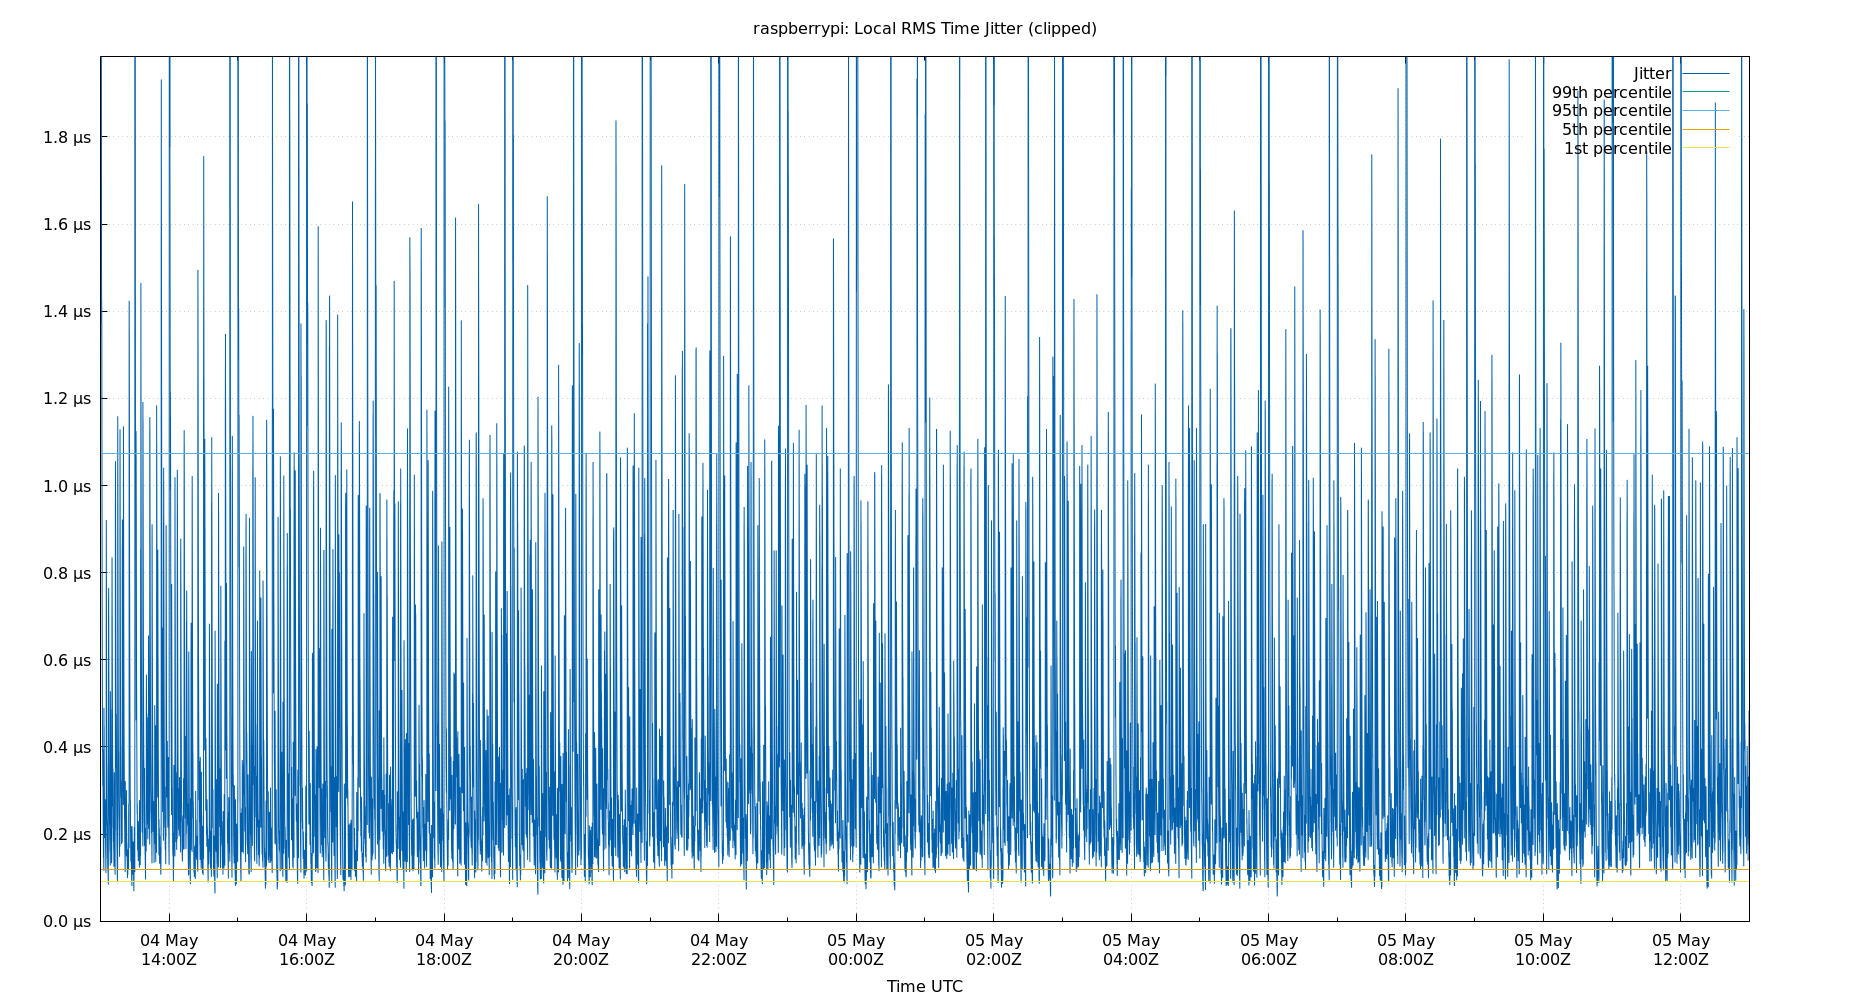 raspberrypi: Local RMS Time Jitter (clipped)
Jitter
99th percentile
95th percentile
5th percentile
1st percentile
1.8 µs
1.6 µs
1.4 µs
1.2 µs
1.0 µs
0.8 µs
0.6 µs
0.4 µs
0.2 µs
0.0 µs
04 May 04 May 04 May 04 May 04 May 05 May 05 May 05 May 05 May 05 May 05 May 05 May
14:00Z 16:00Z 18:00Z 20:00Z 22:00Z 00:00Z 02:00Z 04:00Z 06:00Z 08:00Z 10:00Z 12:00Z
Time UTC